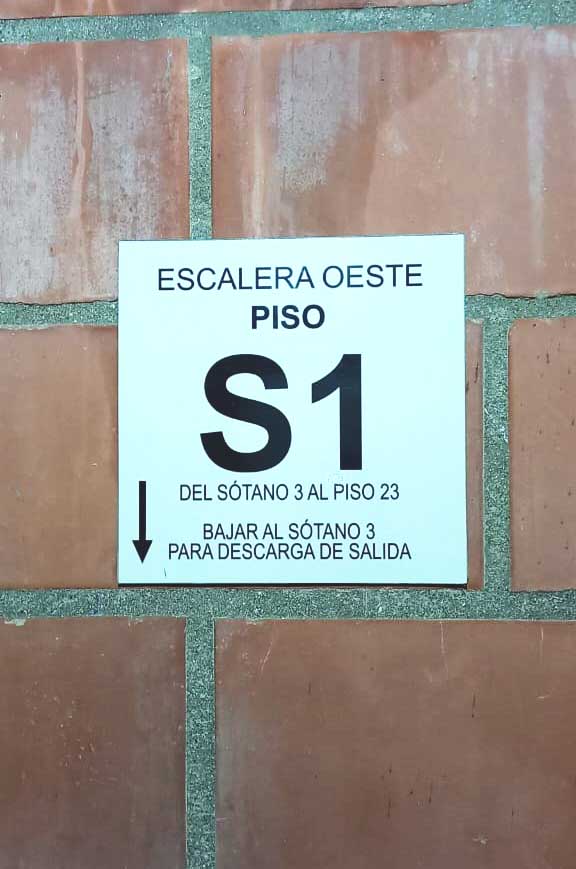 ESCALERA OESTE
PISO
S1
DEL SÓTANO 3 AL PISO 23
BAJAR AL SÓTANO 3
PARA DESCARGA DE SALIDA